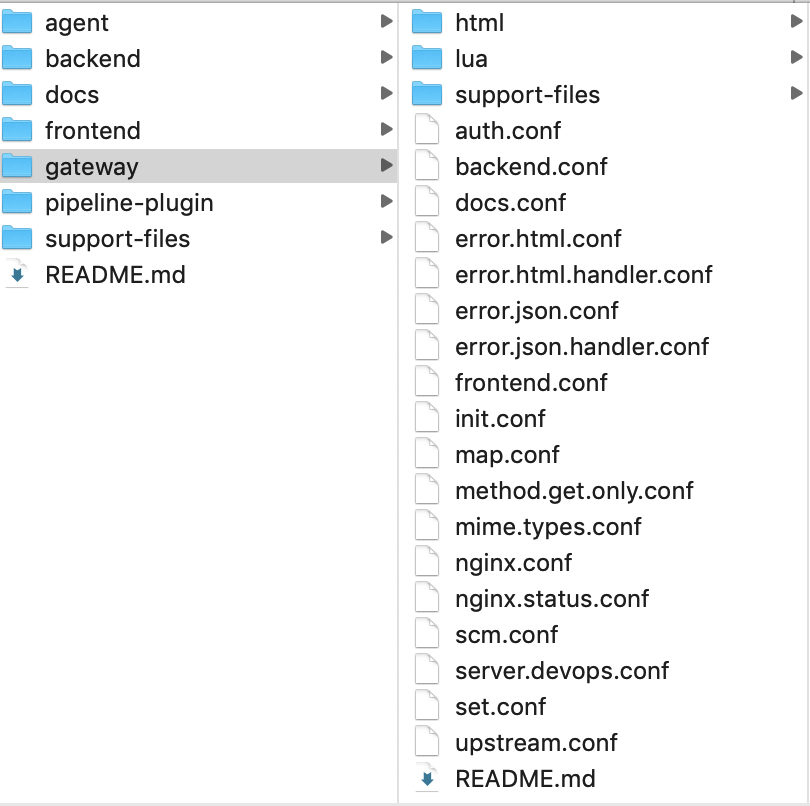 agent
backend
docs
frontend
gateway
pipeline-plugin
support-files
README.md
html
lua
support-files
auth.conf
backend.conf
docs.conf
error.html.conf
error.html.handler.conf
error.json.conf
error.json.handler.conf
frontend.conf
init.conf
map.conf
method.get.only.conf
mime.types.conf
nginx.conf
nginx.status.conf
scm.conf
server.devops.conf
set.conf
upstream.conf
README.md